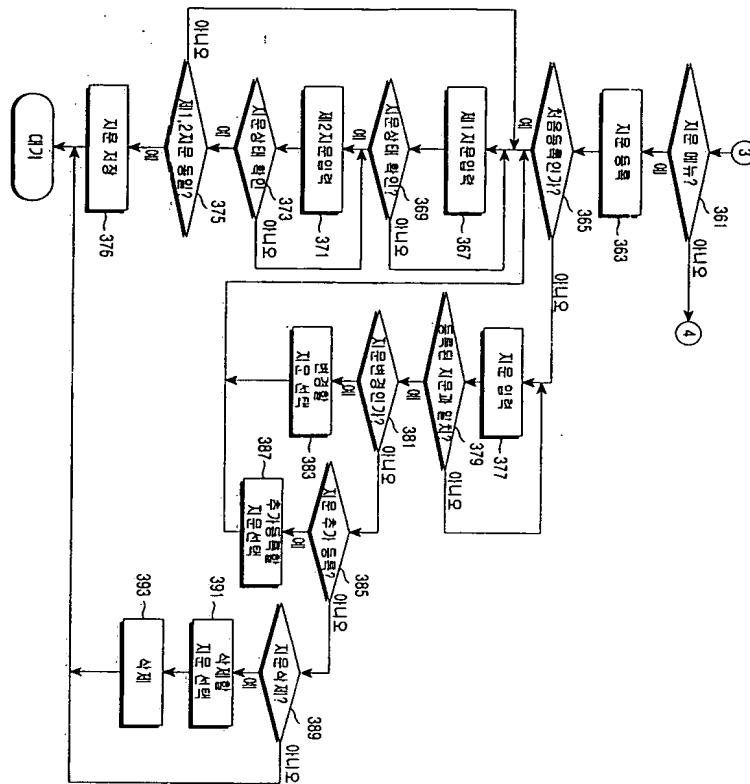 3
지문 메뉴?
361
아니오
4
예
지문 등록
363
처음등록인가?
365
아니오
예
제1지문입력
367
지문상태 확인
369
아니오
예
제2지문입력
371
지문상태 확인
373
아니오
예
제1,2지문 동일?
375
아니오
예
지문 저장
376
대기
지문 입력
377
등록된 지문과 일치?
379
아니오
예
지문변경인가?
381
아니오
예
변경할
지문 선택
383
지문 추가 등록?
385
아니오
예
추가등록할
지문선택
387
지문삭제?
389
아니오
예
삭제할
지문 선택
391
삭제
393